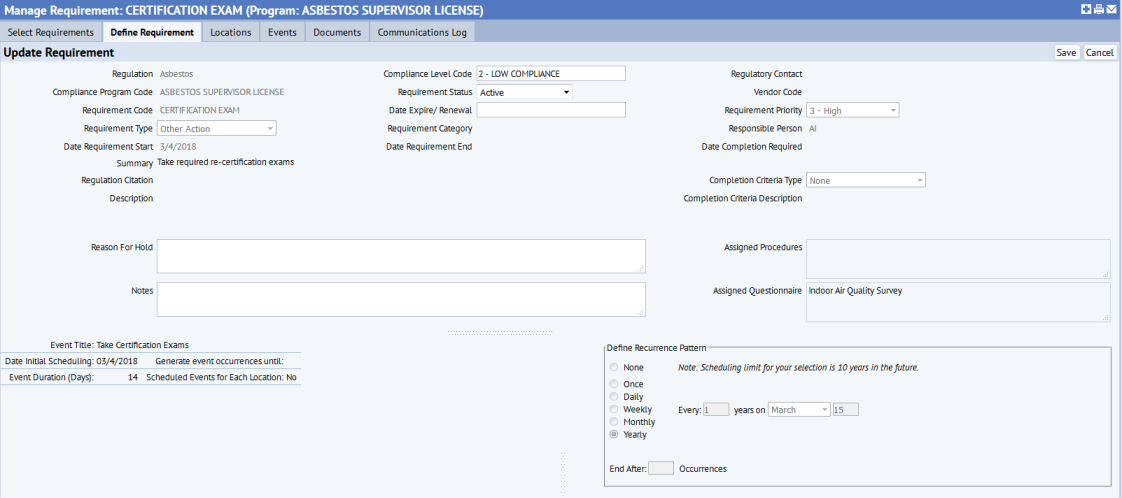 Manage Requirement: CERTIFICATION EXAM (Program: ASBESTOS SUPERVISOR LICENSE)
Select Requirements Define Requirement Locations Events Documents Communications Log
Update Requirement Save Cancel
Regulation Asbestos Compliance Level Code 2 - LOW COMPLIANCE Regulatory Contact
Compliance Program Code ASBESTOS SUPERVISOR LICENSE Requirement Status Active Vendor Code
Requirement Code CERTIFICATION EXAM Date Expire/ Renewal Requirement Priority 3 - High
Requirement Type Other Action Requirement Category Responsible Person AI
Date Requirement Start 3/4/2018 Date Requirement End Date Completion Required
Summary Take required re-certification exams
Regulation Citation Completion Criteria Type None
Description Completion Criteria Description
Reason For Hold Assigned Procedures
Notes Assigned Questionnaire Indoor Air Quality Survey
Event Title: Take Certification Exams
Date Initial Scheduling: 03/4/2018 Generate event occurrences until:
Event Duration (Days): 14 Scheduled Events for Each Location: No
Define Recurrence Pattern
None Note: Scheduling limit for your selection is 10 years in the future.
Once
Daily
Weekly Every: 1 years on March 15
Monthly
Yearly
End After: Occurrences